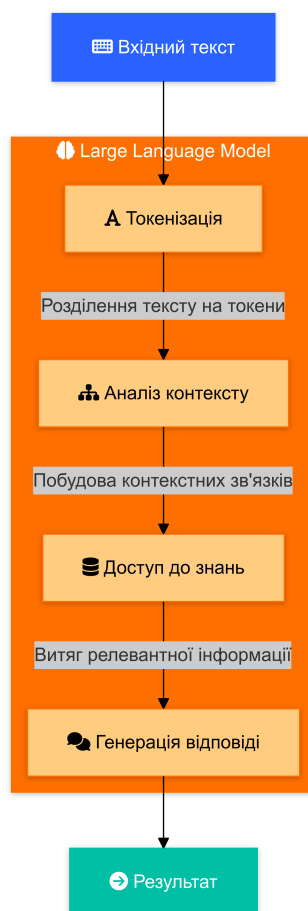 Вхідний текст
Large Language Model
Токенізація
Розділення тексту на токени
Аналіз контексту
Побудова контекстних зв'язків
Доступ до знань
Витяг релевантної інформації
Генерація відповіді
Результат